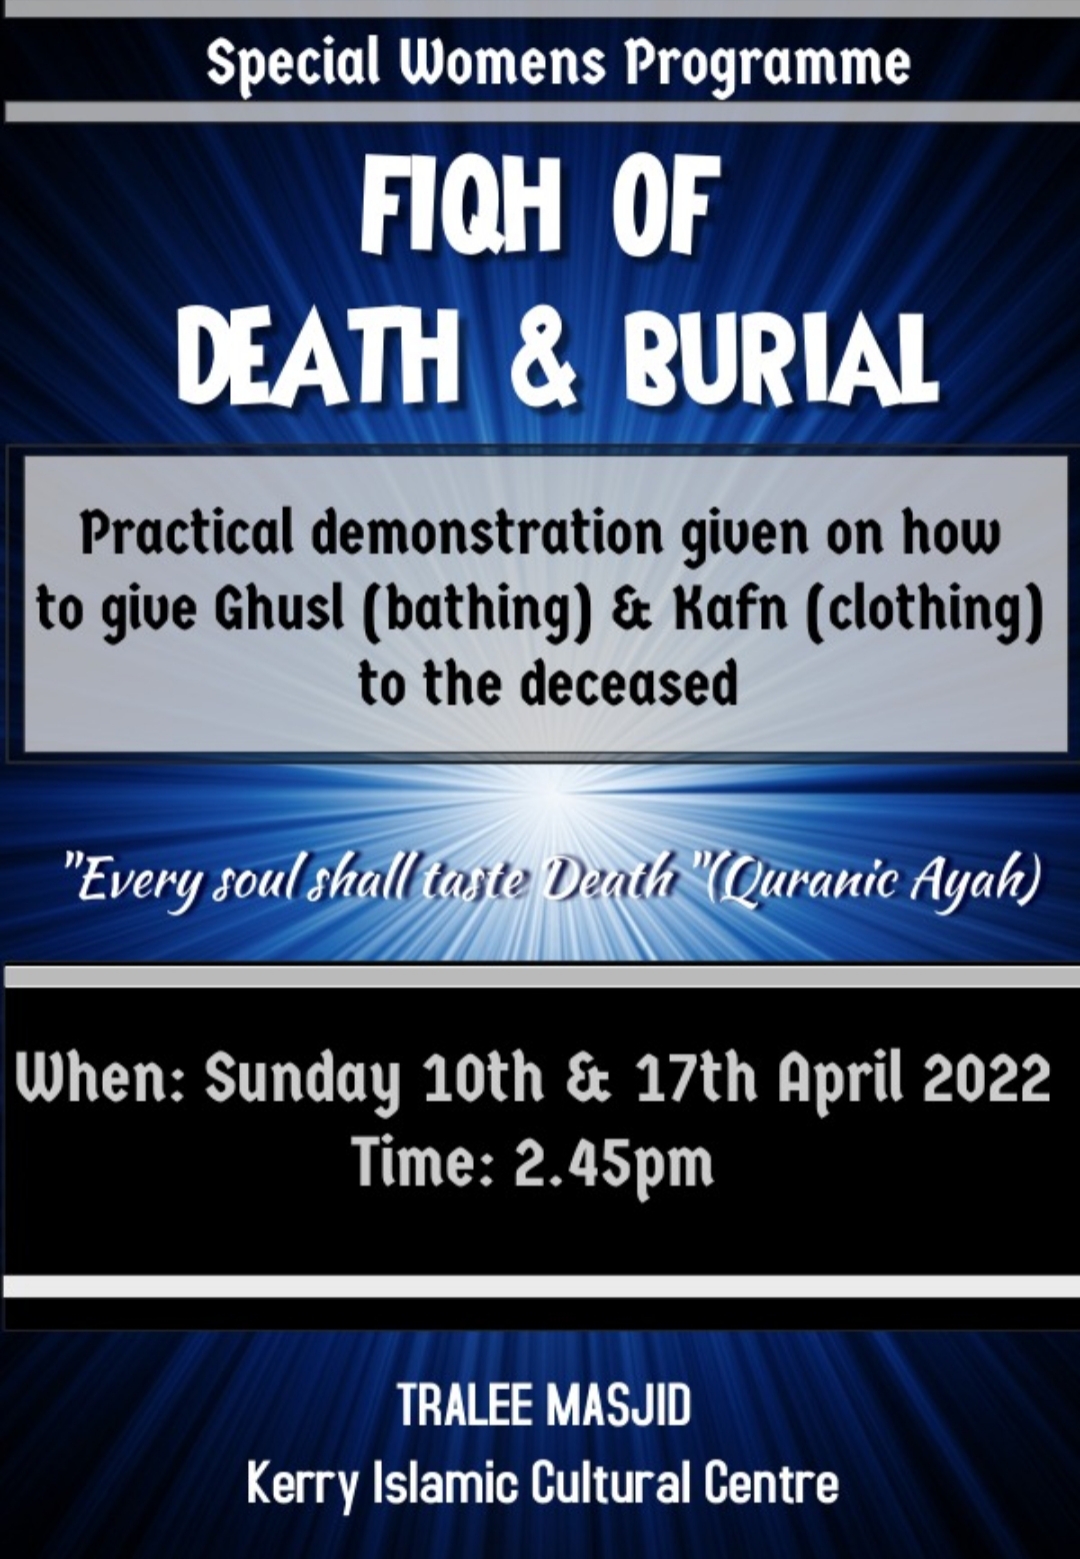 Special Womens Programme
FIQH OF
DEATH & BURIAL
Practical demonstration given on how
to give Ghusl (bathing) & Kafn (clothing)
to the deceased
"Every soul shall taste Death "(Quranic Ayah)
When: Sunday 10th & 17th April 2022
Time: 2.45pm
TRALEE MASJID
Kerry Islamic Cultural Centre